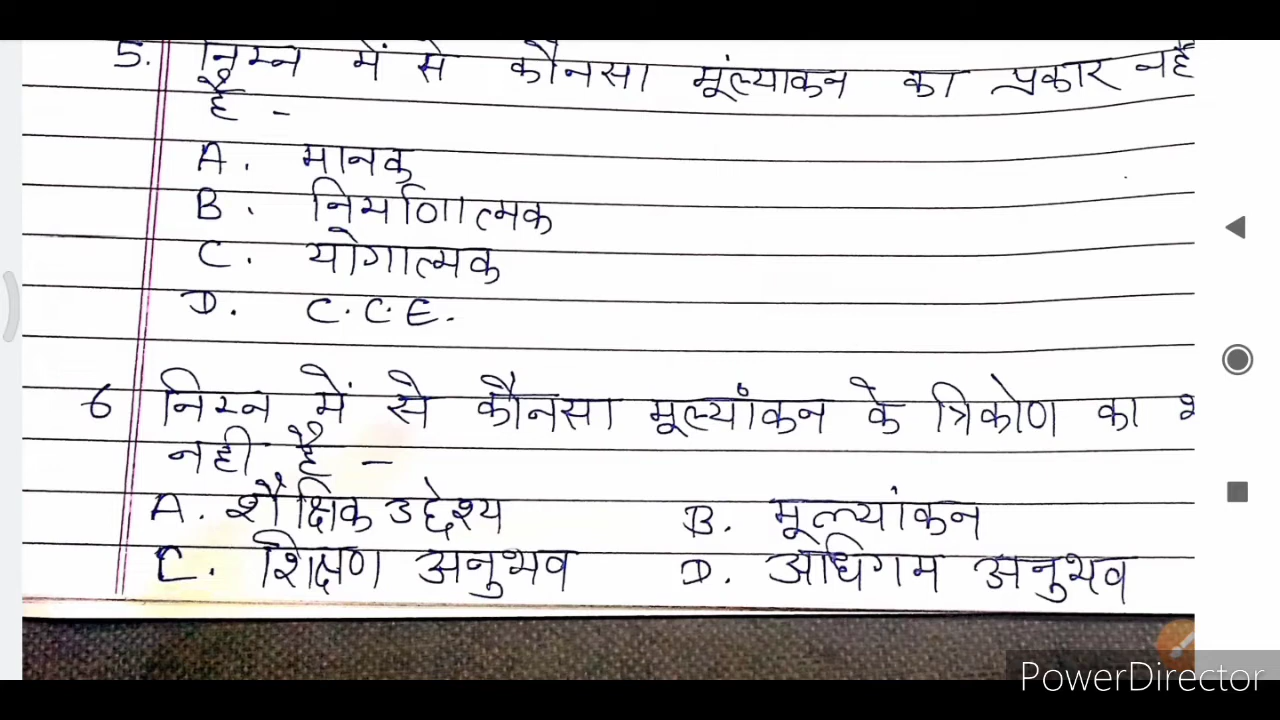 5. निम्न में से कौनसा मूंल्याकन का प्रकार नहै
है -
A. मानक
B. निर्माणात्मक
C. योगात्मक
D. C.C.E.
6 निम्न में से कौनसा मूल्यांकन के त्रिकोण का
नही है -
A. शैक्षिक उद्देश्य B. मूल्यांकन
C. शिक्षण अनुभव D. अधिगम अनुभव
PowerDirector